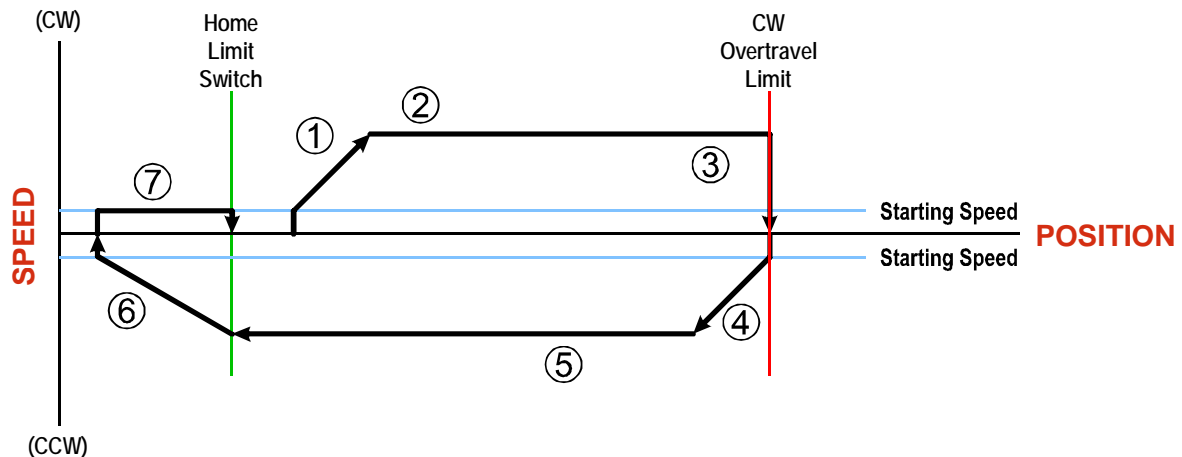 (CW)
Home
Limit
Switch
CW
Overtravel
Limit
①
②
③
⑦
Starting Speed
SPEED
POSITION
Starting Speed
⑥
④
⑤
(CCW)